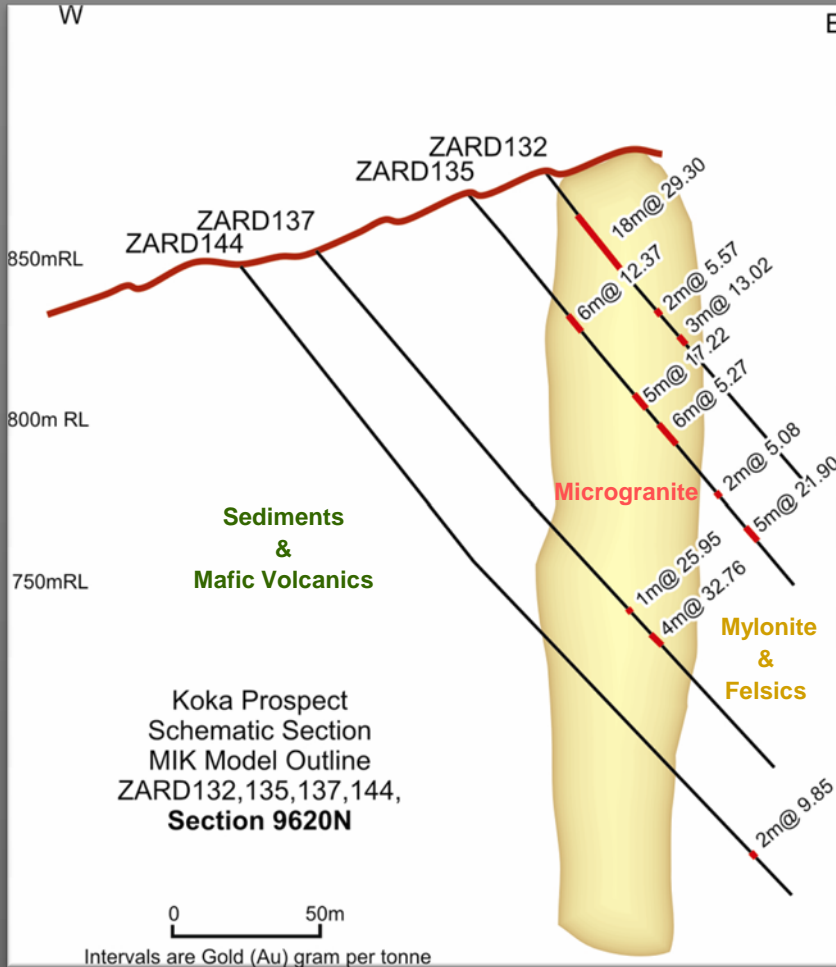 W
E
ZARD132
ZARD135
ZARD137
ZARD144
18m@ 29.30
850mRL
6m@ 12.37
2m@ 5.57
3m@ 13.02
5m@ 17.22
6m@ 5.27
800m RL
2m@ 5.08
5m@ 21.90
Microgranite
Sediments
&
Mafic Volcanics
1m@ 25.95
4m@ 32.76
750mRL
Mylonite
&
Felsics
Koka Prospect
Schematic Section
MIK Model Outline
ZARD132,135,137,144,
Section 9620N
2m@ 9.85
0 50m
Intervals are Gold (Au) gram per tonne